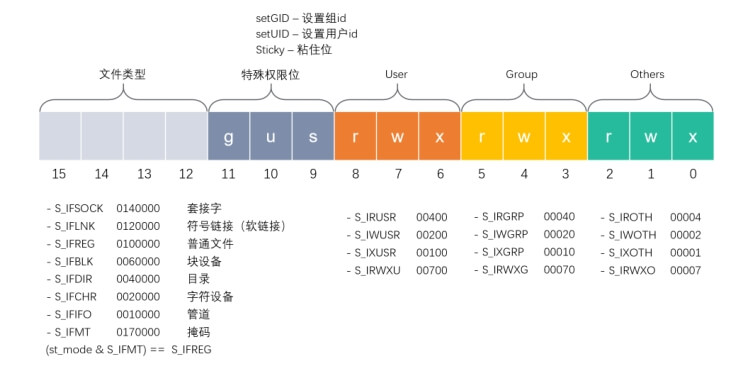 setGID – 设置组id
setUID – 设置用户id
Sticky – 粘住位
文件类型 特殊权限位 User Group Others
g u s r w x r w x r w x
15 14 13 12 11 10 9 8 7 6 5 4 3 2 1 0
- S_IFSOCK 0140000 套接字
- S_IFLNK 0120000 符号链接（软链接）
- S_IFREG 0100000 普通文件
- S_IFBLK 0060000 块设备
- S_IFDIR 0040000 目录
- S_IFCHR 0020000 字符设备
- S_IFIFO 0010000 管道
- S_IFMT 0170000 掩码
(st_mode & S_IFMT) == S_IFREG
- S_IRUSR 00400
- S_IWUSR 00200
- S_IXUSR 00100
- S_IRWXU 00700
- S_IRGRP 00040
- S_IWGRP 00020
- S_IXGRP 00010
- S_IRWXG 00070
- S_IROTH 00004
- S_IWOTH 00002
- S_IXOTH 00001
- S_IRWXO 00007